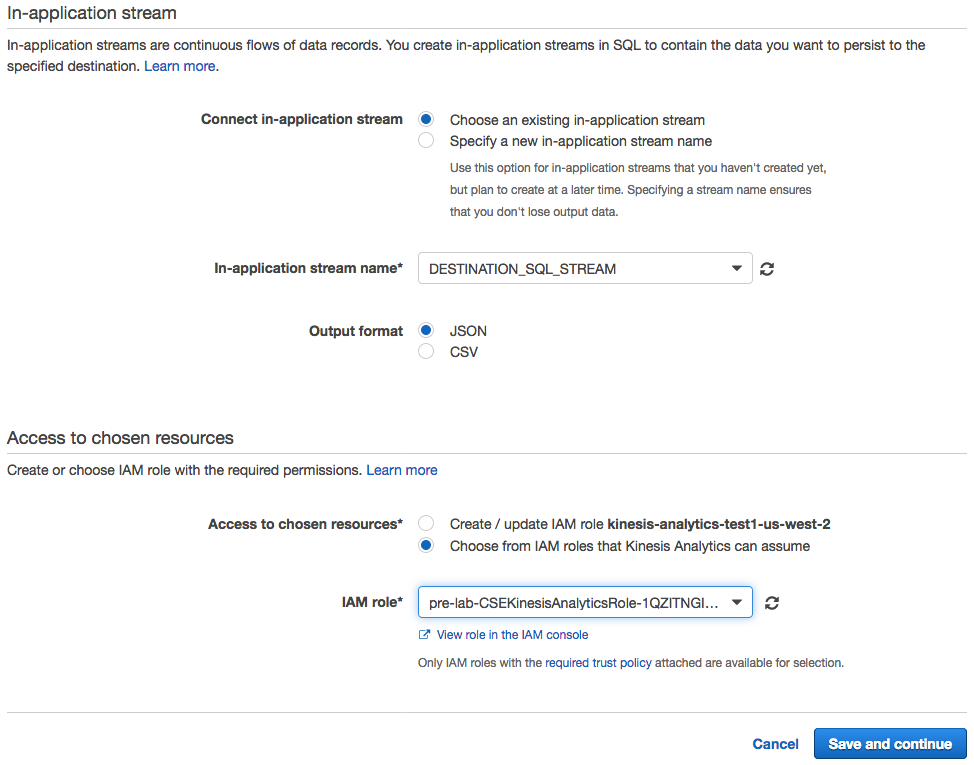 In-application stream
In-application streams are continuous flows of data records. You create in-application streams in SQL to contain the data you want to persist to the
specified destination. Learn more.
Connect in-application stream
Choose an existing in-application stream
Specify a new in-application stream name
Use this option for in-application streams that you haven't created yet,
but plan to create at a later time. Specifying a stream name ensures
that you don't lose output data.
In-application stream name* DESTINATION_SQL_STREAM
Output format JSON
CSV
Access to chosen resources
Create or choose IAM role with the required permissions. Learn more
Access to chosen resources* Create / update IAM role kinesis-analytics-test1-us-west-2
Choose from IAM roles that Kinesis Analytics can assume
IAM role* pre-lab-CSEKinesisAnalyticsRole-1QZITNGI...
View role in the IAM console
Only IAM roles with the required trust policy attached are available for selection.
Cancel Save and continue